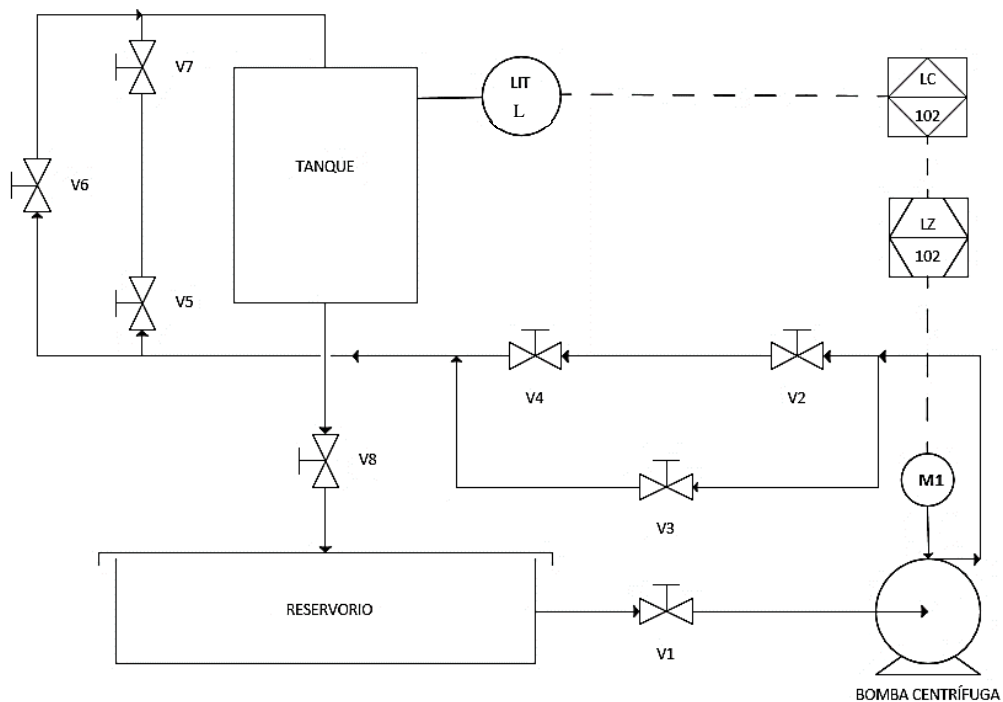 V7
LIT
L
LC
102
TANQUE
V6
LZ
102
V5
V4
V2
V8
M1
V3
RESERVORIO
V1
BOMBA CENTRÍFUGA